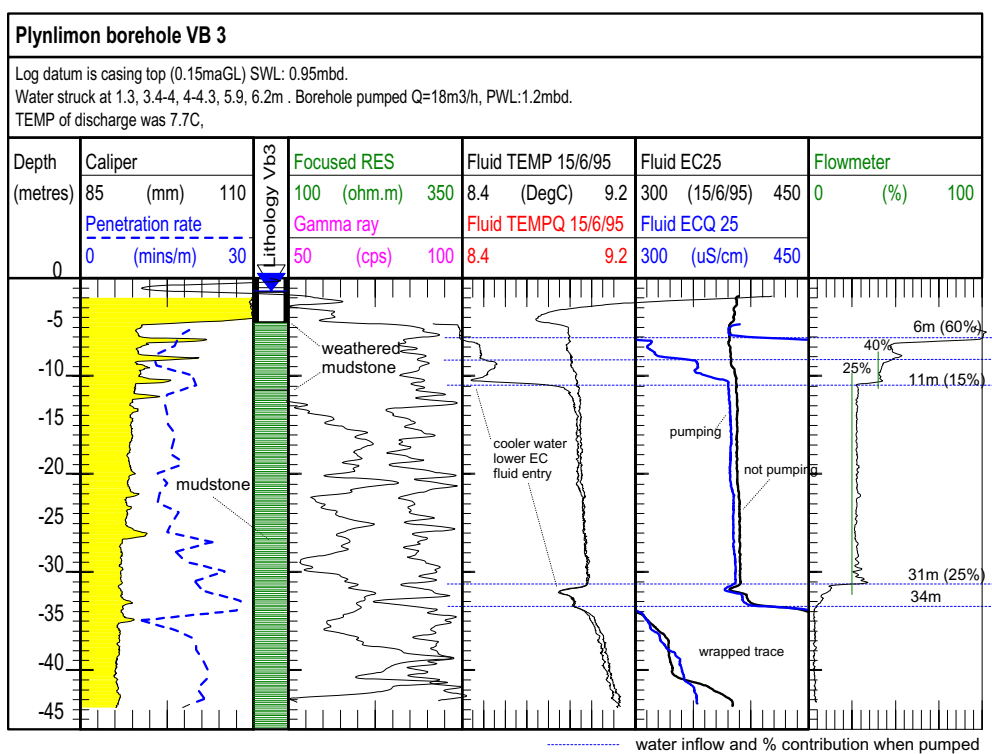 Plynlimon borehole VB 3
Log datum is casing top (0.15maGL) SWL: 0.95mbd.
Water struck at 1.3, 3.4-4, 4-4.3, 5.9, 6.2m . Borehole pumped Q=18m3/h, PWL:1.2mbd.
TEMP of discharge was 7.7C,
Depth
(metres)
0
Caliper
85 (mm) 110
Penetration rate
0 (mins/m) 30
Lithology Vb3
Focused RES
100 (ohm.m) 350
Gamma ray
50 (cps) 100
Fluid TEMP 15/6/95
8.4 (DegC) 9.2
Fluid TEMPQ 15/6/95
8.4 9.2
Fluid EC25
300 (15/6/95) 450
Fluid ECQ 25
300 (uS/cm) 450
Flowmeter
0 (%) 100
-5
-10
-15
-20
-25
-30
-35
-40
-45
mudstone
weathered
mudstone
cooler water
lower EC
fluid entry
pumping
not pumping
wrapped trace
6m (60%)
40%
25%
11m (15%)
31m (25%)
34m
water inflow and % contribution when pumped